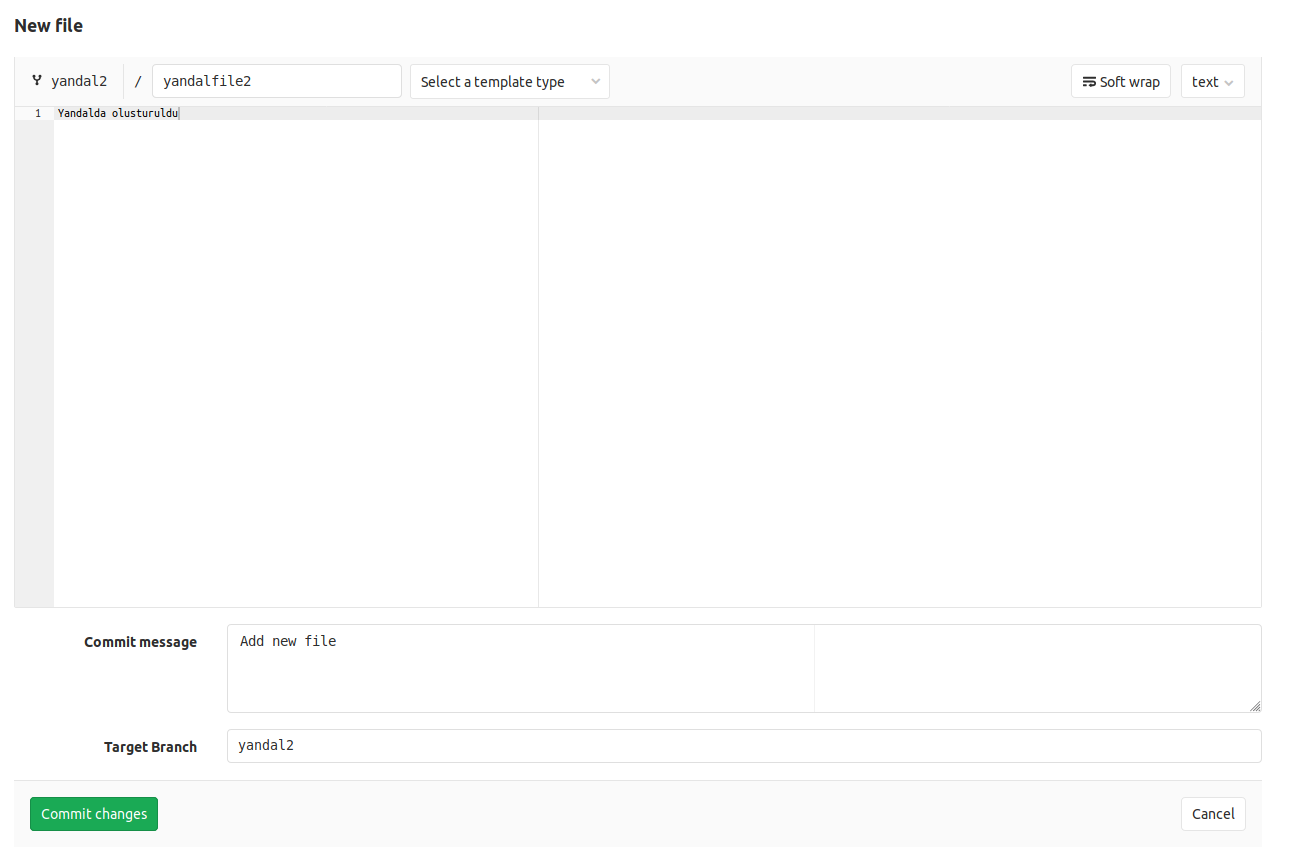 New file
yandal2 / yandalfile2 Select a template type Soft wrap text
1 Yandalda olusturuldu
Commit message Add new file
Target Branch yandal2
Commit changes Cancel